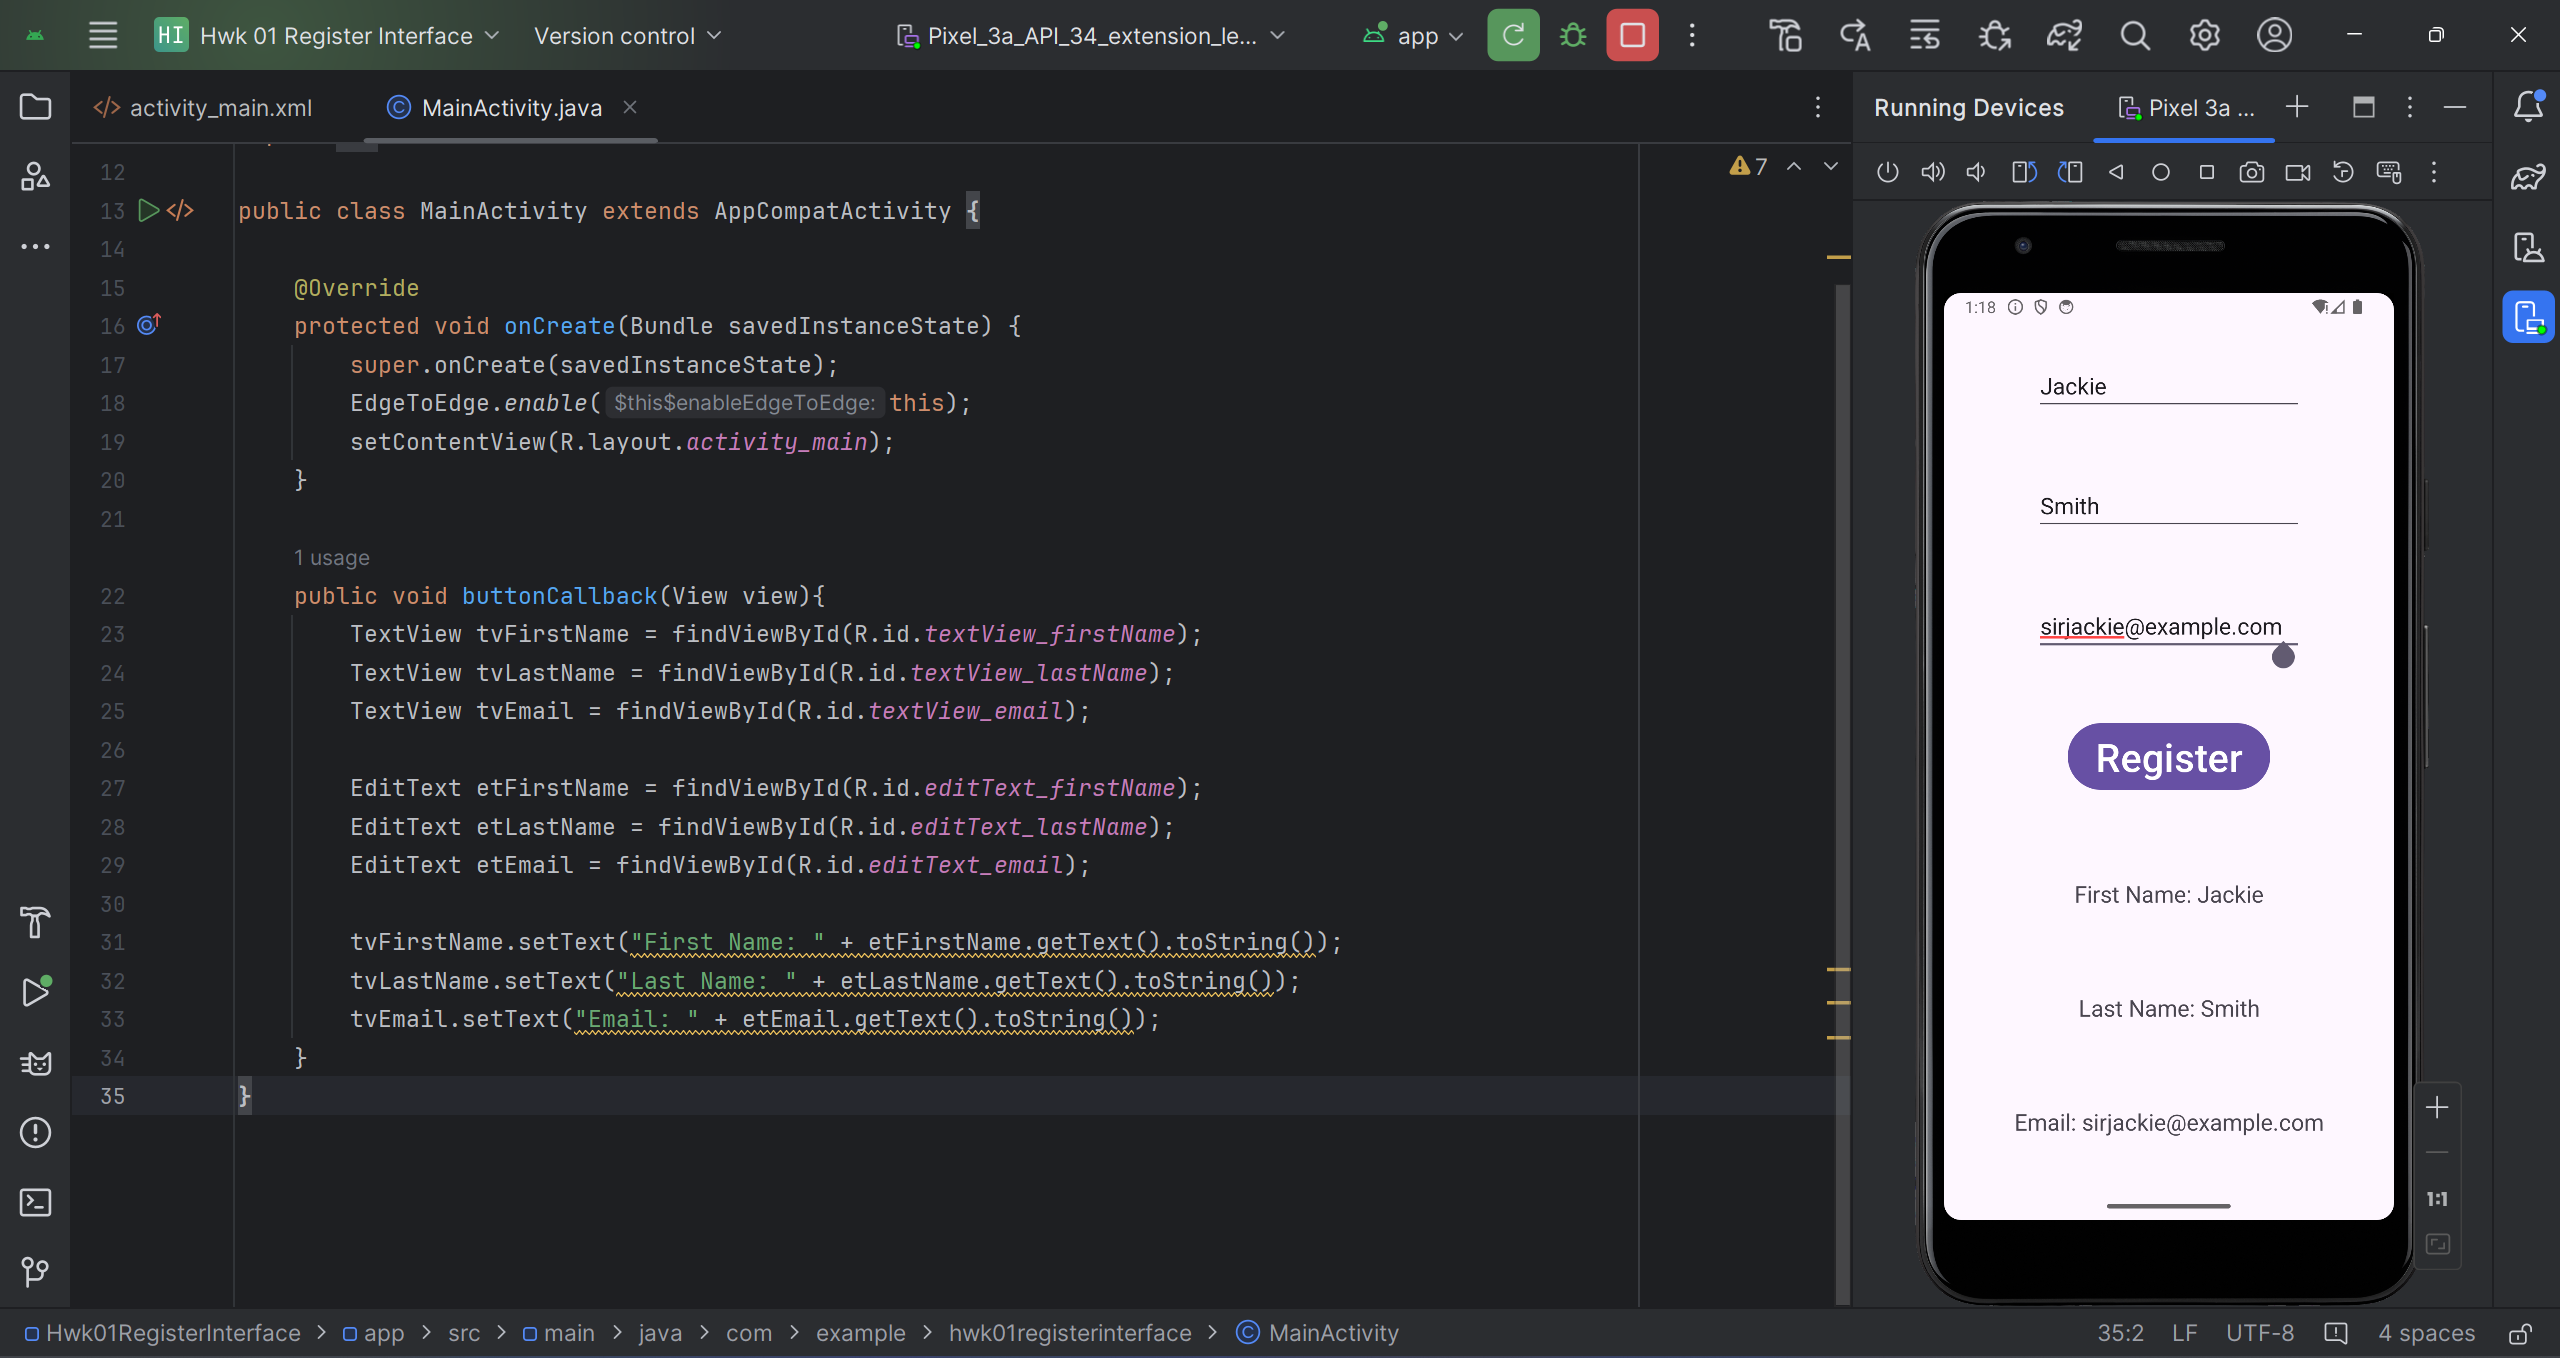 HI Hwk 01 Register Interface Version control Pixel_3a_API_34_extension_le... app
activity_main.xml MainActivity.java
7
12
13 public class MainActivity extends AppCompatActivity {
14
15 @Override
16 protected void onCreate(Bundle savedInstanceState) {
17 super.onCreate(savedInstanceState);
18 EdgeToEdge.enable( $this$enableEdgeToEdge: this);
19 setContentView(R.layout.activity_main);
20 }
21
1 usage
22 public void buttonCallback(View view){
23 TextView tvFirstName = findViewById(R.id.textView_firstName);
24 TextView tvLastName = findViewById(R.id.textView_lastName);
25 TextView tvEmail = findViewById(R.id.textView_email);
26
27 EditText etFirstName = findViewById(R.id.editText_firstName);
28 EditText etLastName = findViewById(R.id.editText_lastName);
29 EditText etEmail = findViewById(R.id.editText_email);
30
31 tvFirstName.setText("First Name: " + etFirstName.getText().toString());
32 tvLastName.setText("Last Name: " + etLastName.getText().toString());
33 tvEmail.setText("Email: " + etEmail.getText().toString());
34 }
35 }
Running Devices Pixel 3a ...
1:18
Jackie
Smith
sirjackie@example.com
Register
First Name: Jackie
Last Name: Smith
Email: sirjackie@example.com
1:1
Hwk01RegisterInterface > app > src > main > java > com > example > hwk01registerinterface > MainActivity 35:2 LF UTF-8 4 spaces